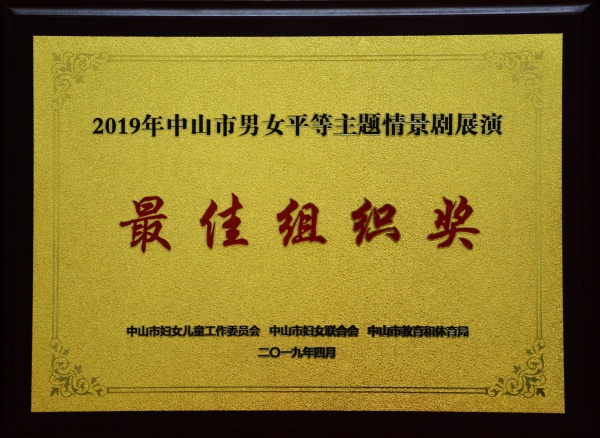 2019年中山市男女平等主题情景剧展演
最佳组织奖
中山市妇女儿童工作委员会 中山市妇女联合会 中山市教育和体育局
二〇一九年四月